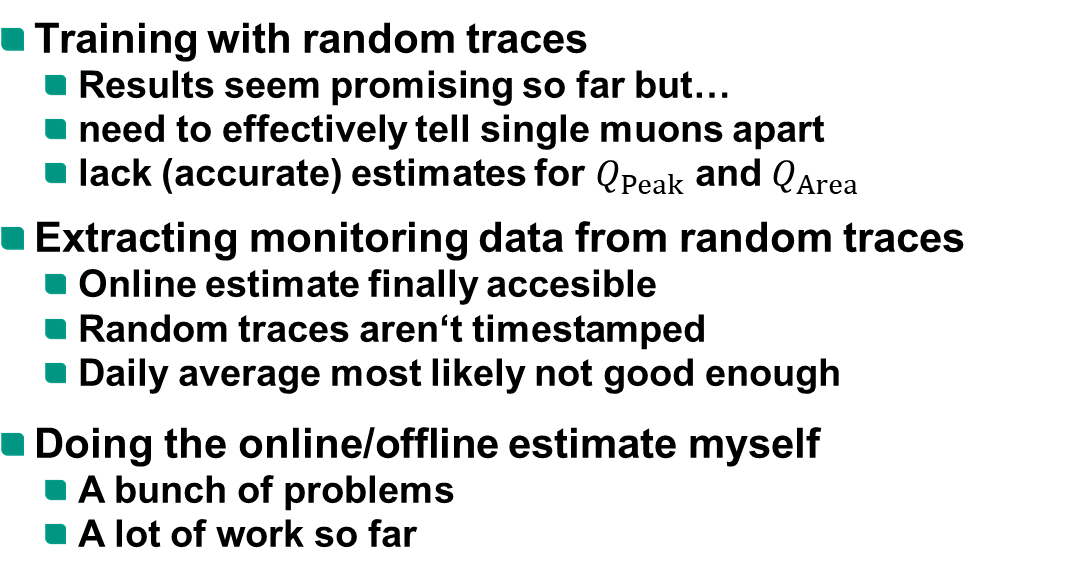 Training with random traces
Results seem promising so far but…
need to effectively tell single muons apart
lack (accurate) estimates for Q_Peak and Q_Area
Extracting monitoring data from random traces
Online estimate finally accesible
Random traces aren‘t timestamped
Daily average most likely not good enough
Doing the online/offline estimate myself
A bunch of problems
A lot of work so far